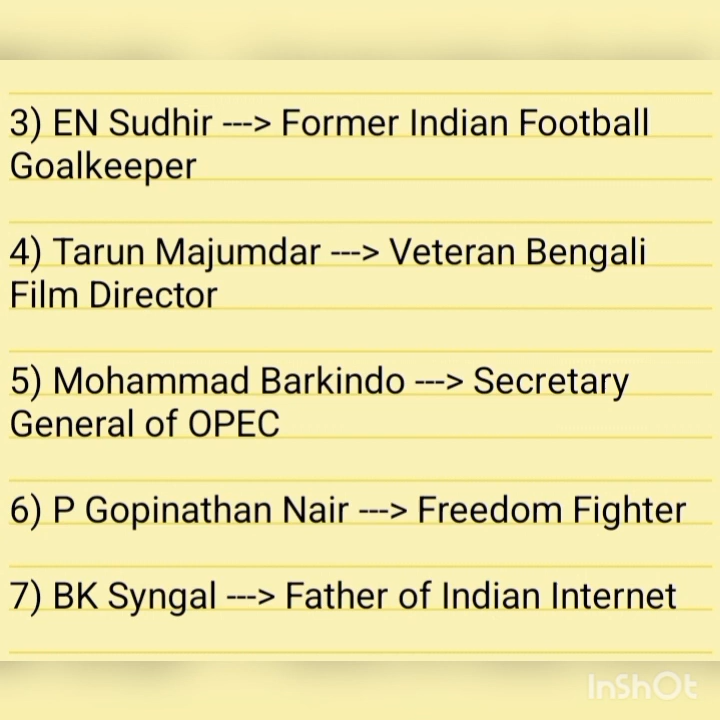 3) EN Sudhir ---> Former Indian Football
Goalkeeper
4) Tarun Majumdar ---> Veteran Bengali
Film Director
5) Mohammad Barkindo ---> Secretary
General of OPEC
6) P Gopinathan Nair ---> Freedom Fighter
7) BK Syngal ---> Father of Indian Internet
InShOt